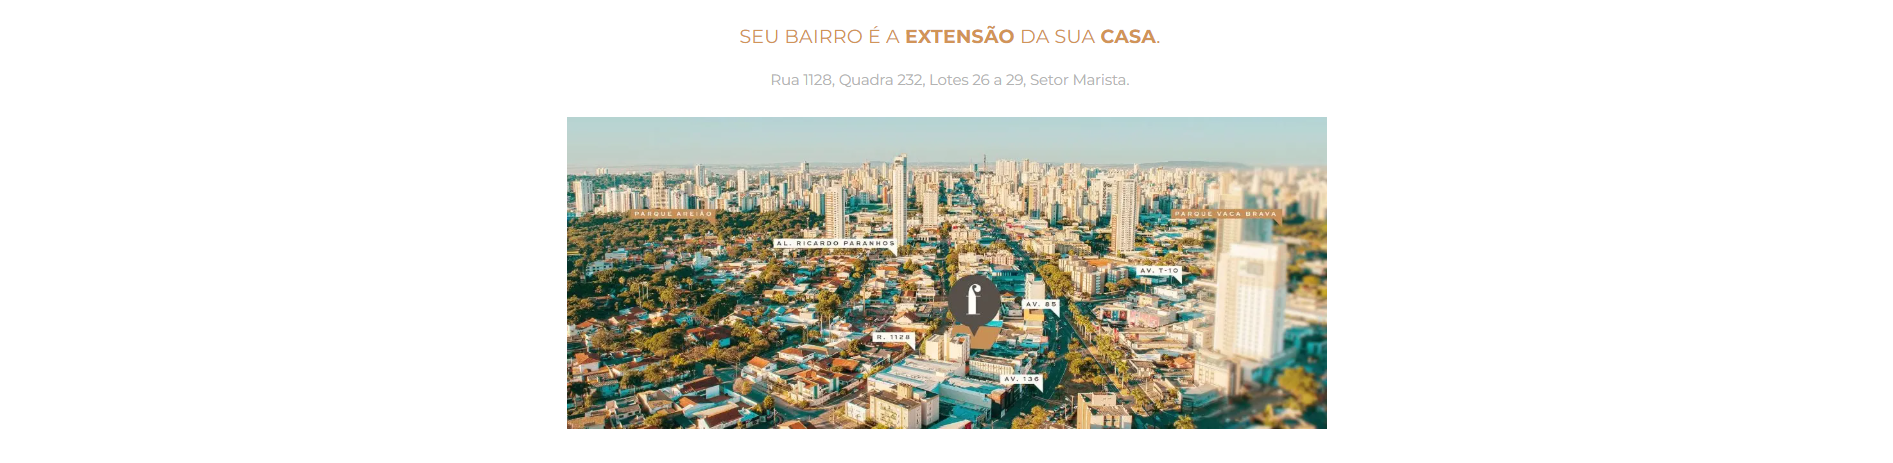 SEU BAIRRO É A EXTENSÃO DA SUA CASA.
Rua 1128, Quadra 232, Lotes 26 a 29, Setor Marista.
PARQUE AREIÃO
PARQUE VACA BRAVA
AL. RICARDO PARANHOS
AV. T-10
f
AV. 85
R. 1128
AV. 136